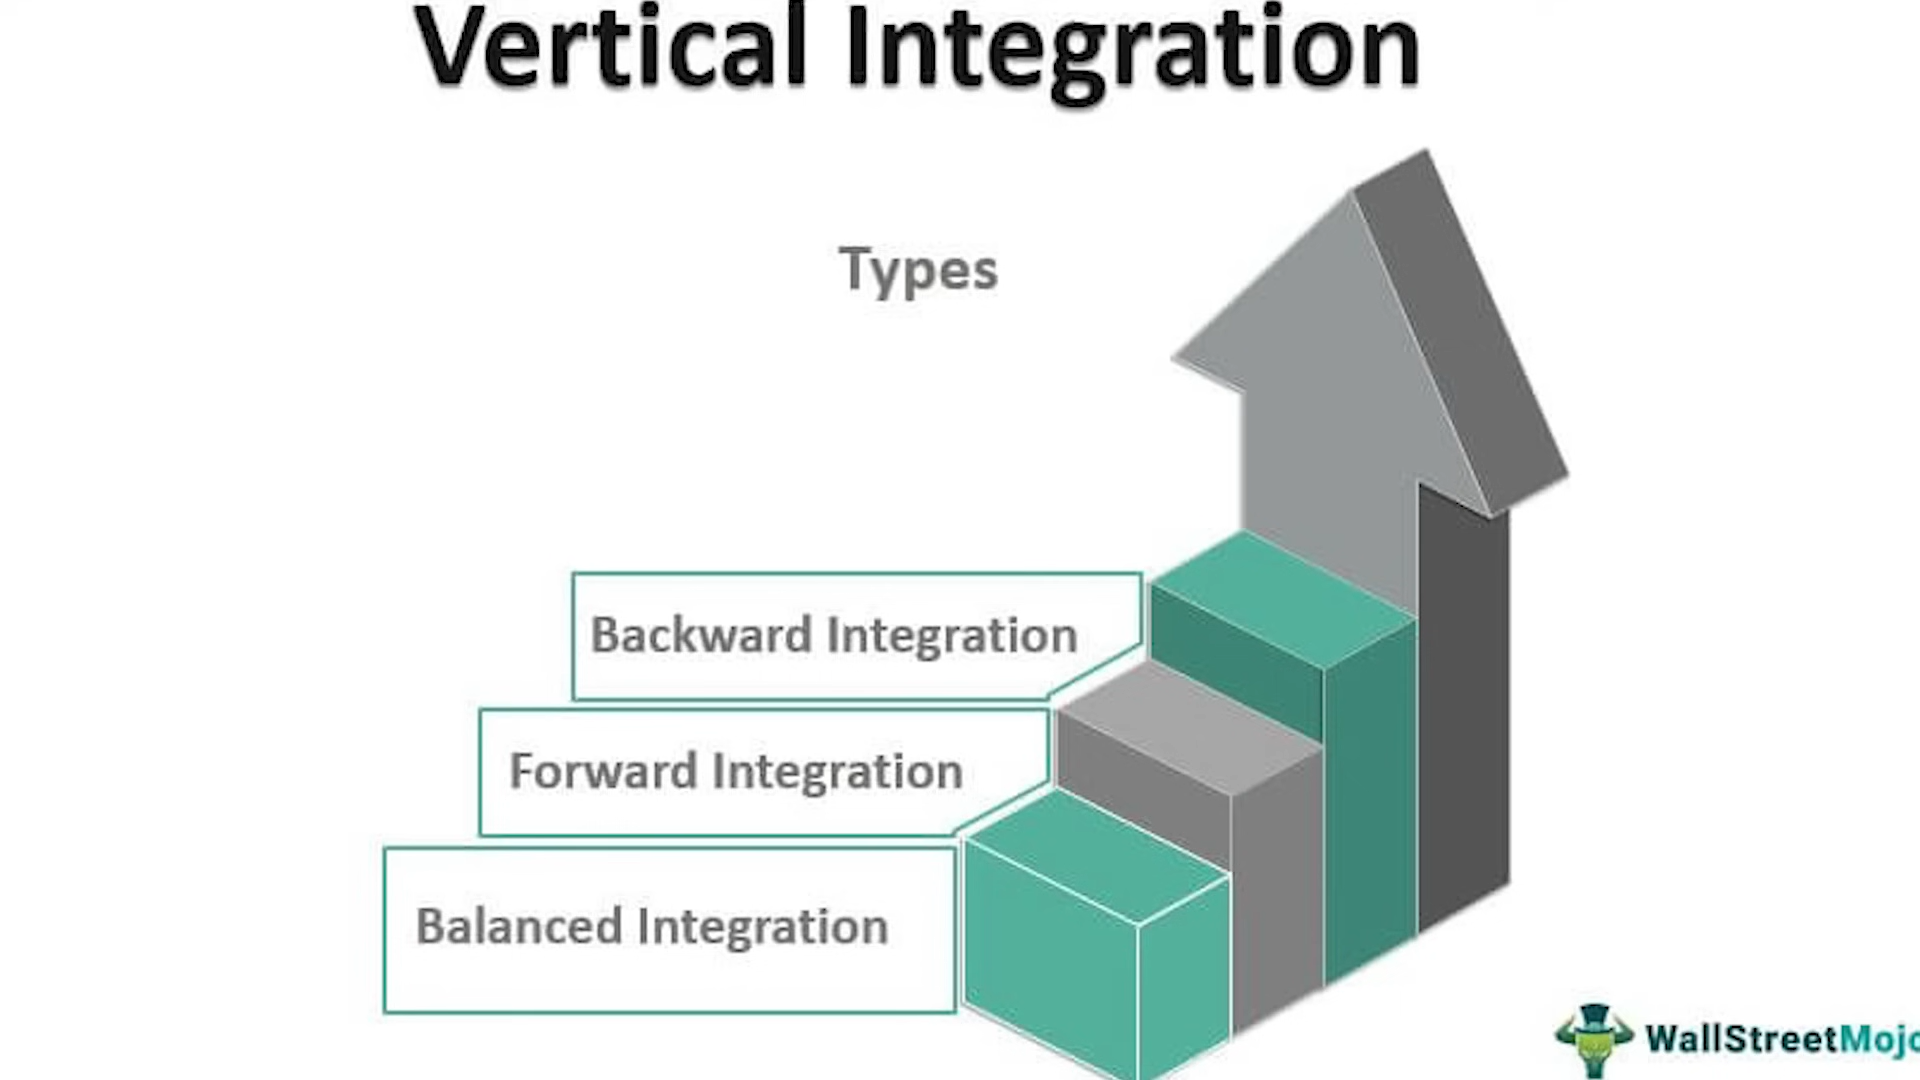 Vertical Integration
Types
Backward Integration
Forward Integration
Balanced Integration
WallStreetMojo